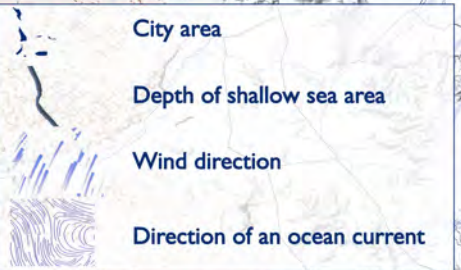 City area
Depth of shallow sea area
Wind direction
Direction of an ocean current